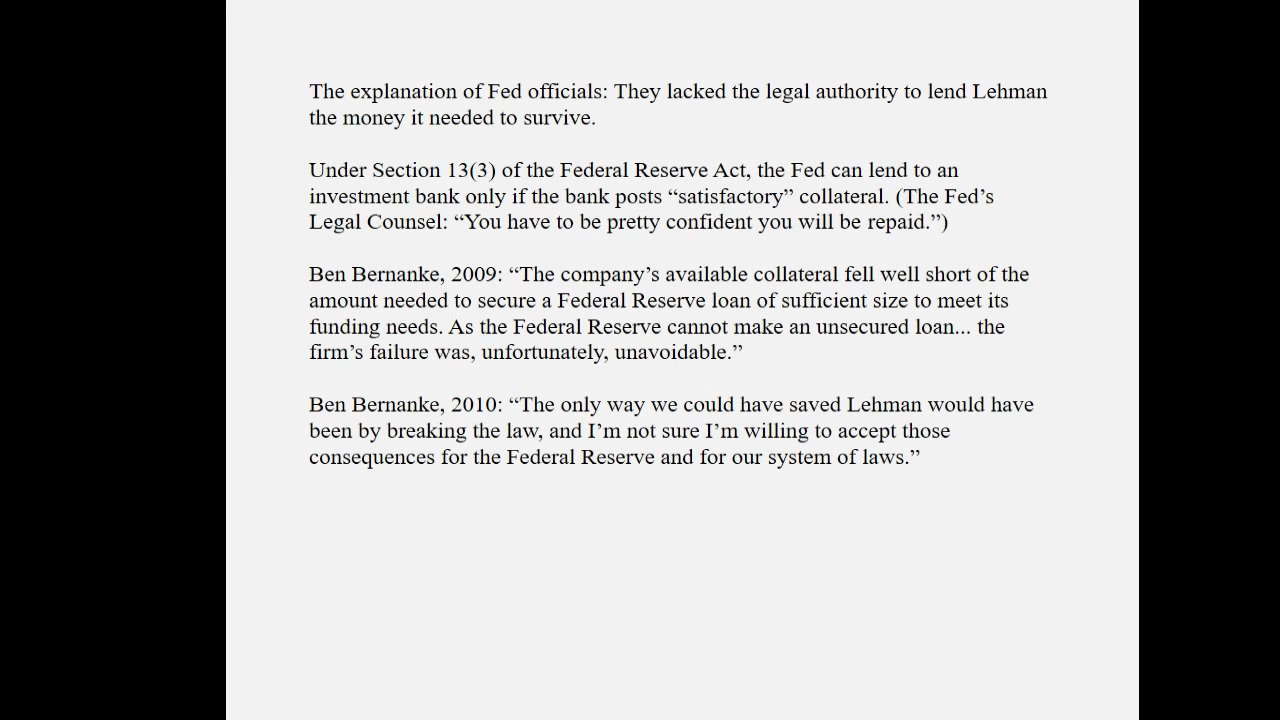 The explanation of Fed officials: They lacked the legal authority to lend Lehman
the money it needed to survive.
Under Section 13(3) of the Federal Reserve Act, the Fed can lend to an
investment bank only if the bank posts “satisfactory” collateral. (The Fed’s
Legal Counsel: “You have to be pretty confident you will be repaid.”)
Ben Bernanke, 2009: “The company’s available collateral fell well short of the
amount needed to secure a Federal Reserve loan of sufficient size to meet its
funding needs. As the Federal Reserve cannot make an unsecured loan... the
firm’s failure was, unfortunately, unavoidable.”
Ben Bernanke, 2010: “The only way we could have saved Lehman would have
been by breaking the law, and I’m not sure I’m willing to accept those
consequences for the Federal Reserve and for our system of laws.”